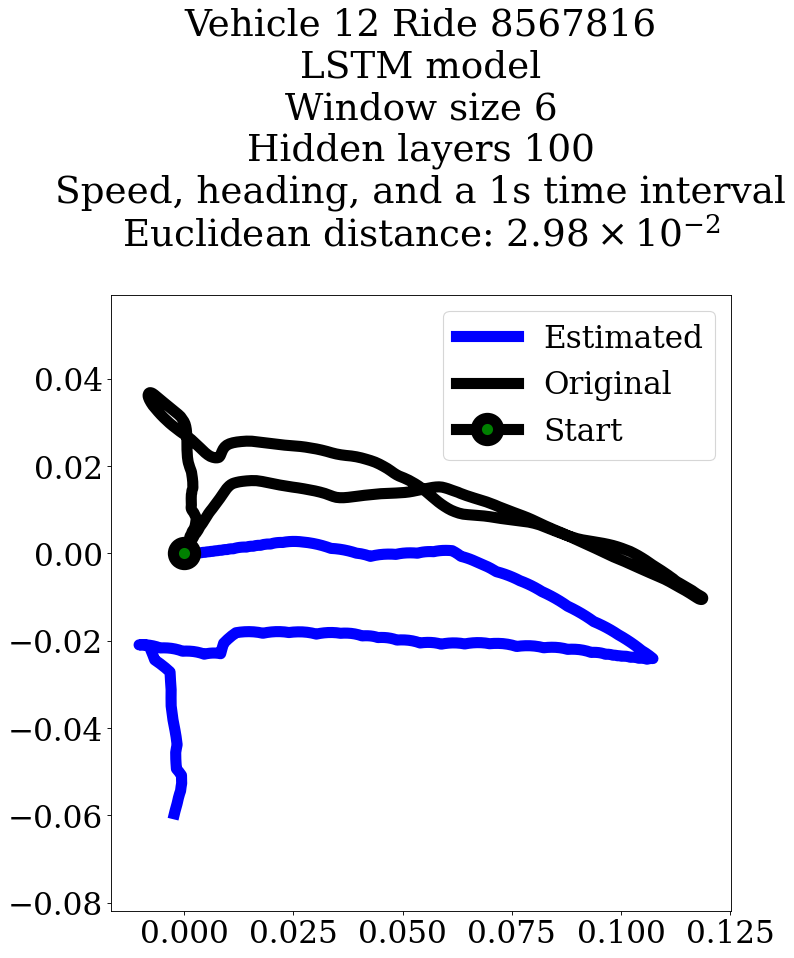 Vehicle 12 Ride 8567816
LSTM model
Window size 6
Hidden layers 100
Speed, heading, and a 1s time interval
Euclidean distance: 2.98 × 10⁻²
Estimated
Original
Start
0.04
0.02
0.00
−0.02
−0.04
−0.06
−0.08
0.000 0.025 0.050 0.075 0.100 0.125